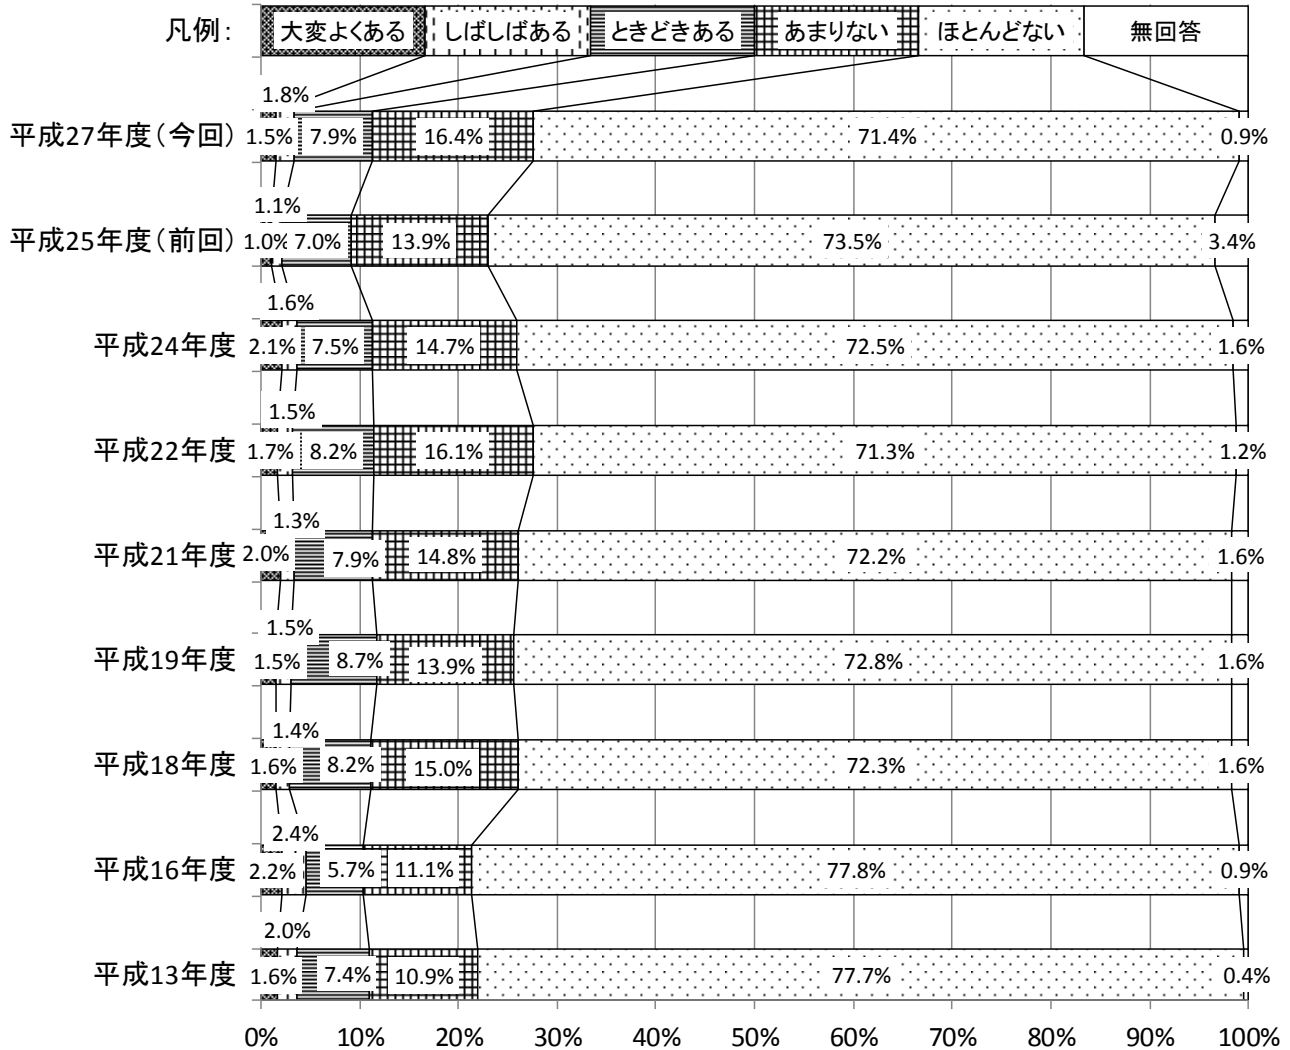 凡例： 大変よくある しばしばある ときどきある あまりない ほとんどない 無回答
1.8%
平成27年度（今回） 1.5% 7.9% 16.4% 71.4% 0.9%
1.1%
平成25年度（前回） 1.0% 7.0% 13.9% 73.5% 3.4%
1.6%
平成24年度 2.1% 7.5% 14.7% 72.5% 1.6%
1.5%
平成22年度 1.7% 8.2% 16.1% 71.3% 1.2%
1.3%
平成21年度 2.0% 7.9% 14.8% 72.2% 1.6%
1.5%
平成19年度 1.5% 8.7% 13.9% 72.8% 1.6%
1.4%
平成18年度 1.6% 8.2% 15.0% 72.3% 1.6%
2.4%
平成16年度 2.2% 5.7% 11.1% 77.8% 0.9%
2.0%
平成13年度 1.6% 7.4% 10.9% 77.7% 0.4%
0% 10% 20% 30% 40% 50% 60% 70% 80% 90% 100%